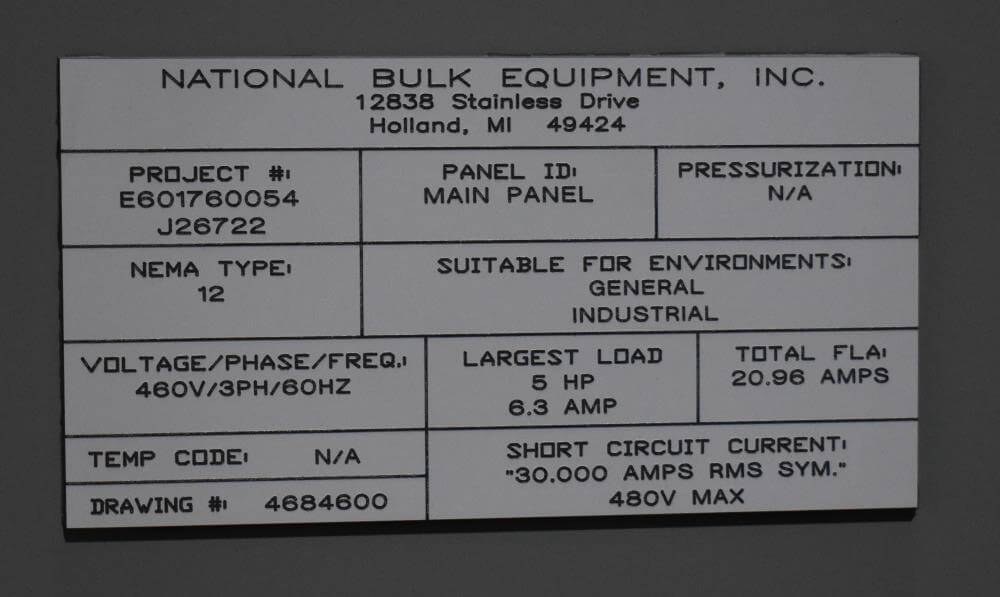 NATIONAL BULK EQUIPMENT, INC.
12838 Stainless Drive
Holland, MI 49424
PROJECT #:
E601760054
J26722
PANEL ID:
MAIN PANEL
PRESSURIZATION:
N/A
NEMA TYPE:
12
SUITABLE FOR ENVIRONMENTS:
GENERAL
INDUSTRIAL
VOLTAGE/PHASE/FREQ.:
460V/3PH/60HZ
LARGEST LOAD
5 HP
6.3 AMP
TOTAL FLA:
20.96 AMPS
TEMP CODE: N/A
DRAWING #: 4684600
SHORT CIRCUIT CURRENT:
"30.000 AMPS RMS SYM."
480V MAX